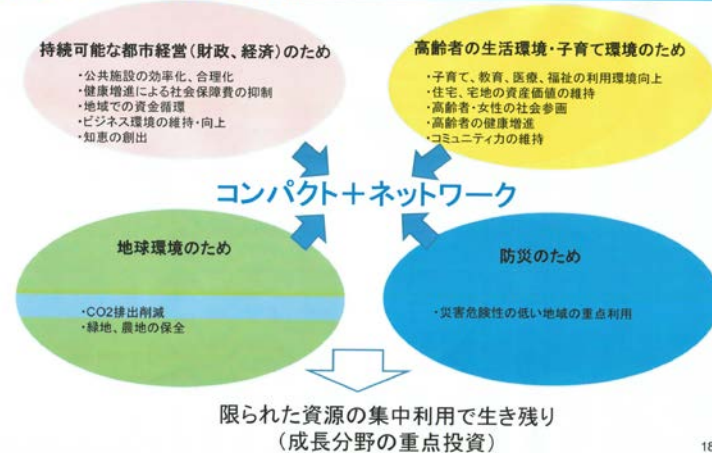 持続可能な都市経営(財政、経済)のため
・公共施設の効率化、合理化
・健康増進による社会保障費の抑制
・地域での資金循環
・ビジネス環境の維持・向上
・知恵の創出
高齢者の生活環境・子育て環境のため
・子育て、教育、医療、福祉の利用環境向上
・住宅、宅地の資産価値の維持
・高齢者・女性の社会参画
・高齢者の健康増進
・コミュニティ力の維持
コンパクト+ネットワーク
地球環境のため
・CO2排出削減
・緑地、農地の保全
防災のため
・災害危険性の低い地域の重点利用
限られた資源の集中利用で生き残り
(成長分野の重点投資)
18